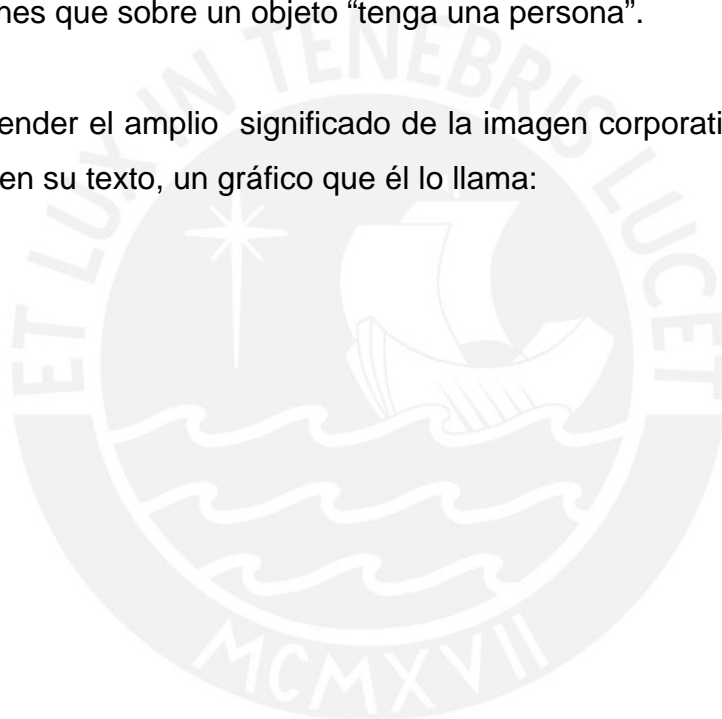 nes que sobre un objeto “tenga una persona”.
ender el amplio  significado de la imagen corporati
en su texto, un gráfico que él lo llama:
ET LUX IN TENEBRIS LUCET
MCMXVII